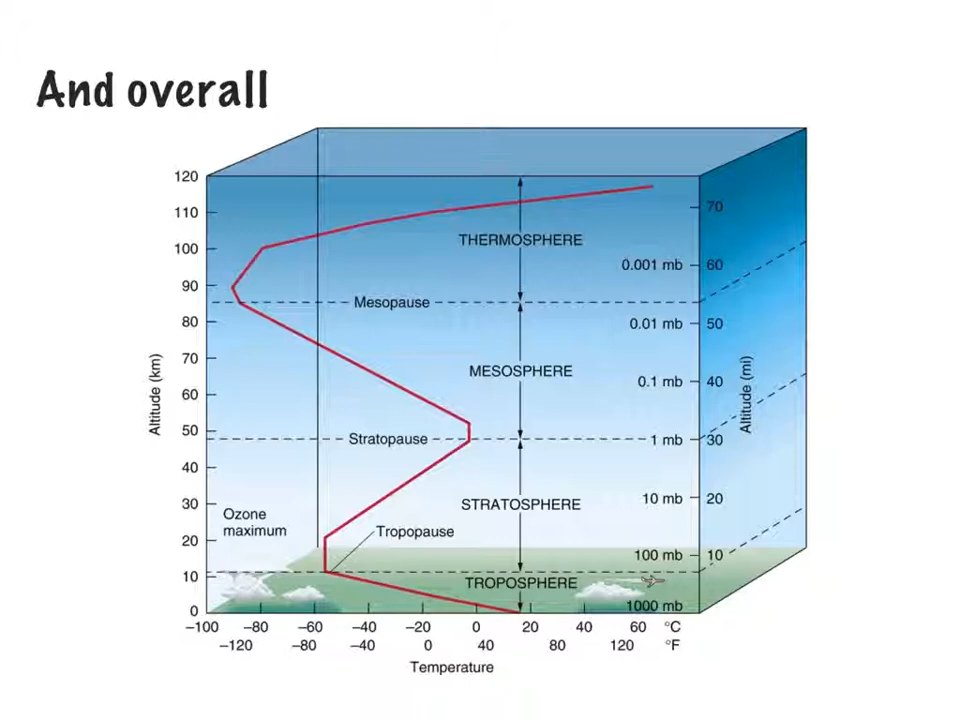 And overall
120
110
100
90
80
70
60
50
40
30
20
10
0
Altitude (km)
THERMOSPHERE
Mesopause
MESOSPHERE
Stratopause
STRATOSPHERE
Ozone
maximum
Tropopause
TROPOSPHERE
0.001 mb
0.01 mb
0.1 mb
1 mb
10 mb
100 mb
1000 mb
70
60
50
40
30
20
10
Altitude (mi)
–100 –80 –60 –40 –20 0 20 40 60 °C
–120 –80 –40 0 40 80 120 °F
Temperature